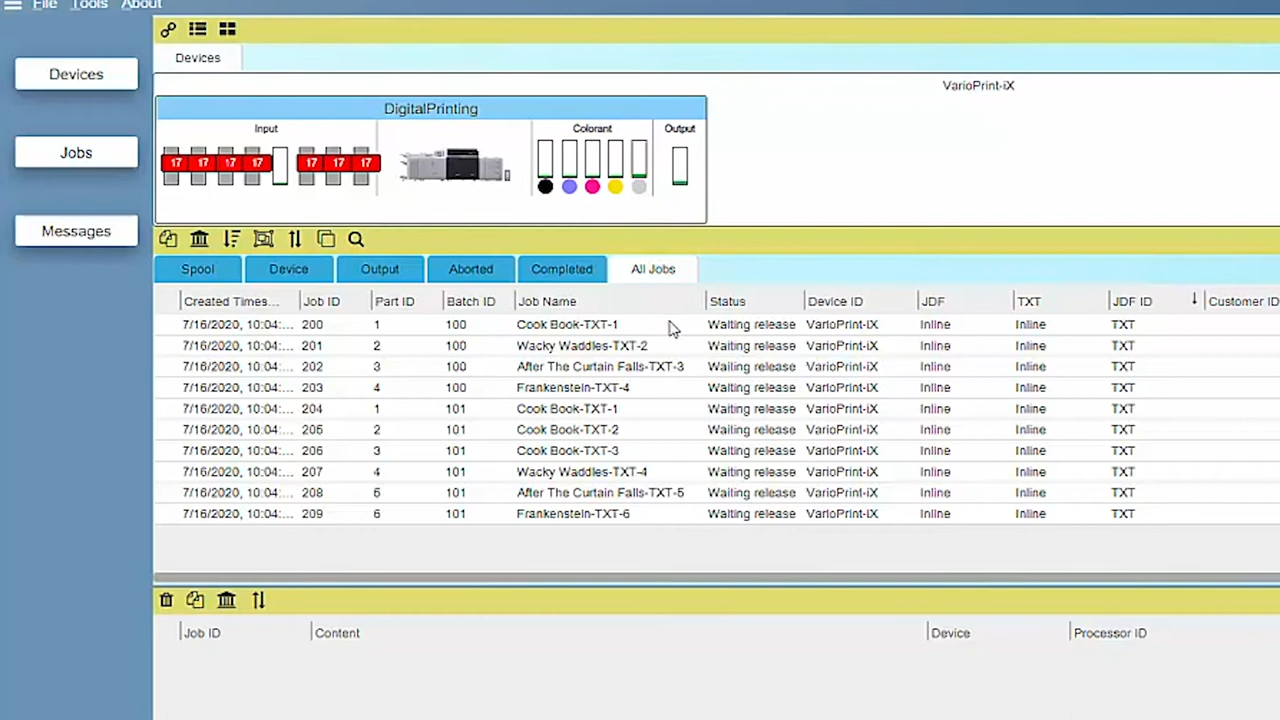 File Tools About
Devices
Jobs
Messages
Devices
VarioPrint-iX
DigitalPrinting
Input
Colorant
Output
17 17 17 17 17 17 17
Spool Device Output Aborted Completed All Jobs
Created Times... Job ID Part ID Batch ID Job Name Status Device ID JDF TXT JDF ID Customer ID
7/16/2020, 10:04:... 200 1 100 Cook Book-TXT-1 Waiting release VarioPrint-iX Inline Inline TXT
7/16/2020, 10:04:... 201 2 100 Wacky Waddles-TXT-2 Waiting release VarioPrint-iX Inline Inline TXT
7/16/2020, 10:04:... 202 3 100 After The Curtain Falls-TXT-3 Waiting release VarioPrint-iX Inline Inline TXT
7/16/2020, 10:04:... 203 4 100 Frankenstein-TXT-4 Waiting release VarioPrint-iX Inline Inline TXT
7/16/2020, 10:04:... 204 1 101 Cook Book-TXT-1 Waiting release VarioPrint-iX Inline Inline TXT
7/16/2020, 10:04:... 205 2 101 Cook Book-TXT-2 Waiting release VarioPrint-iX Inline Inline TXT
7/16/2020, 10:04:... 206 3 101 Cook Book-TXT-3 Waiting release VarioPrint-iX Inline Inline TXT
7/16/2020, 10:04:... 207 4 101 Wacky Waddles-TXT-4 Waiting release VarioPrint-iX Inline Inline TXT
7/16/2020, 10:04:... 208 5 101 After The Curtain Falls-TXT-5 Waiting release VarioPrint-iX Inline Inline TXT
7/16/2020, 10:04:... 209 6 101 Frankenstein-TXT-6 Waiting release VarioPrint-iX Inline Inline TXT
Job ID Content Device Processor ID